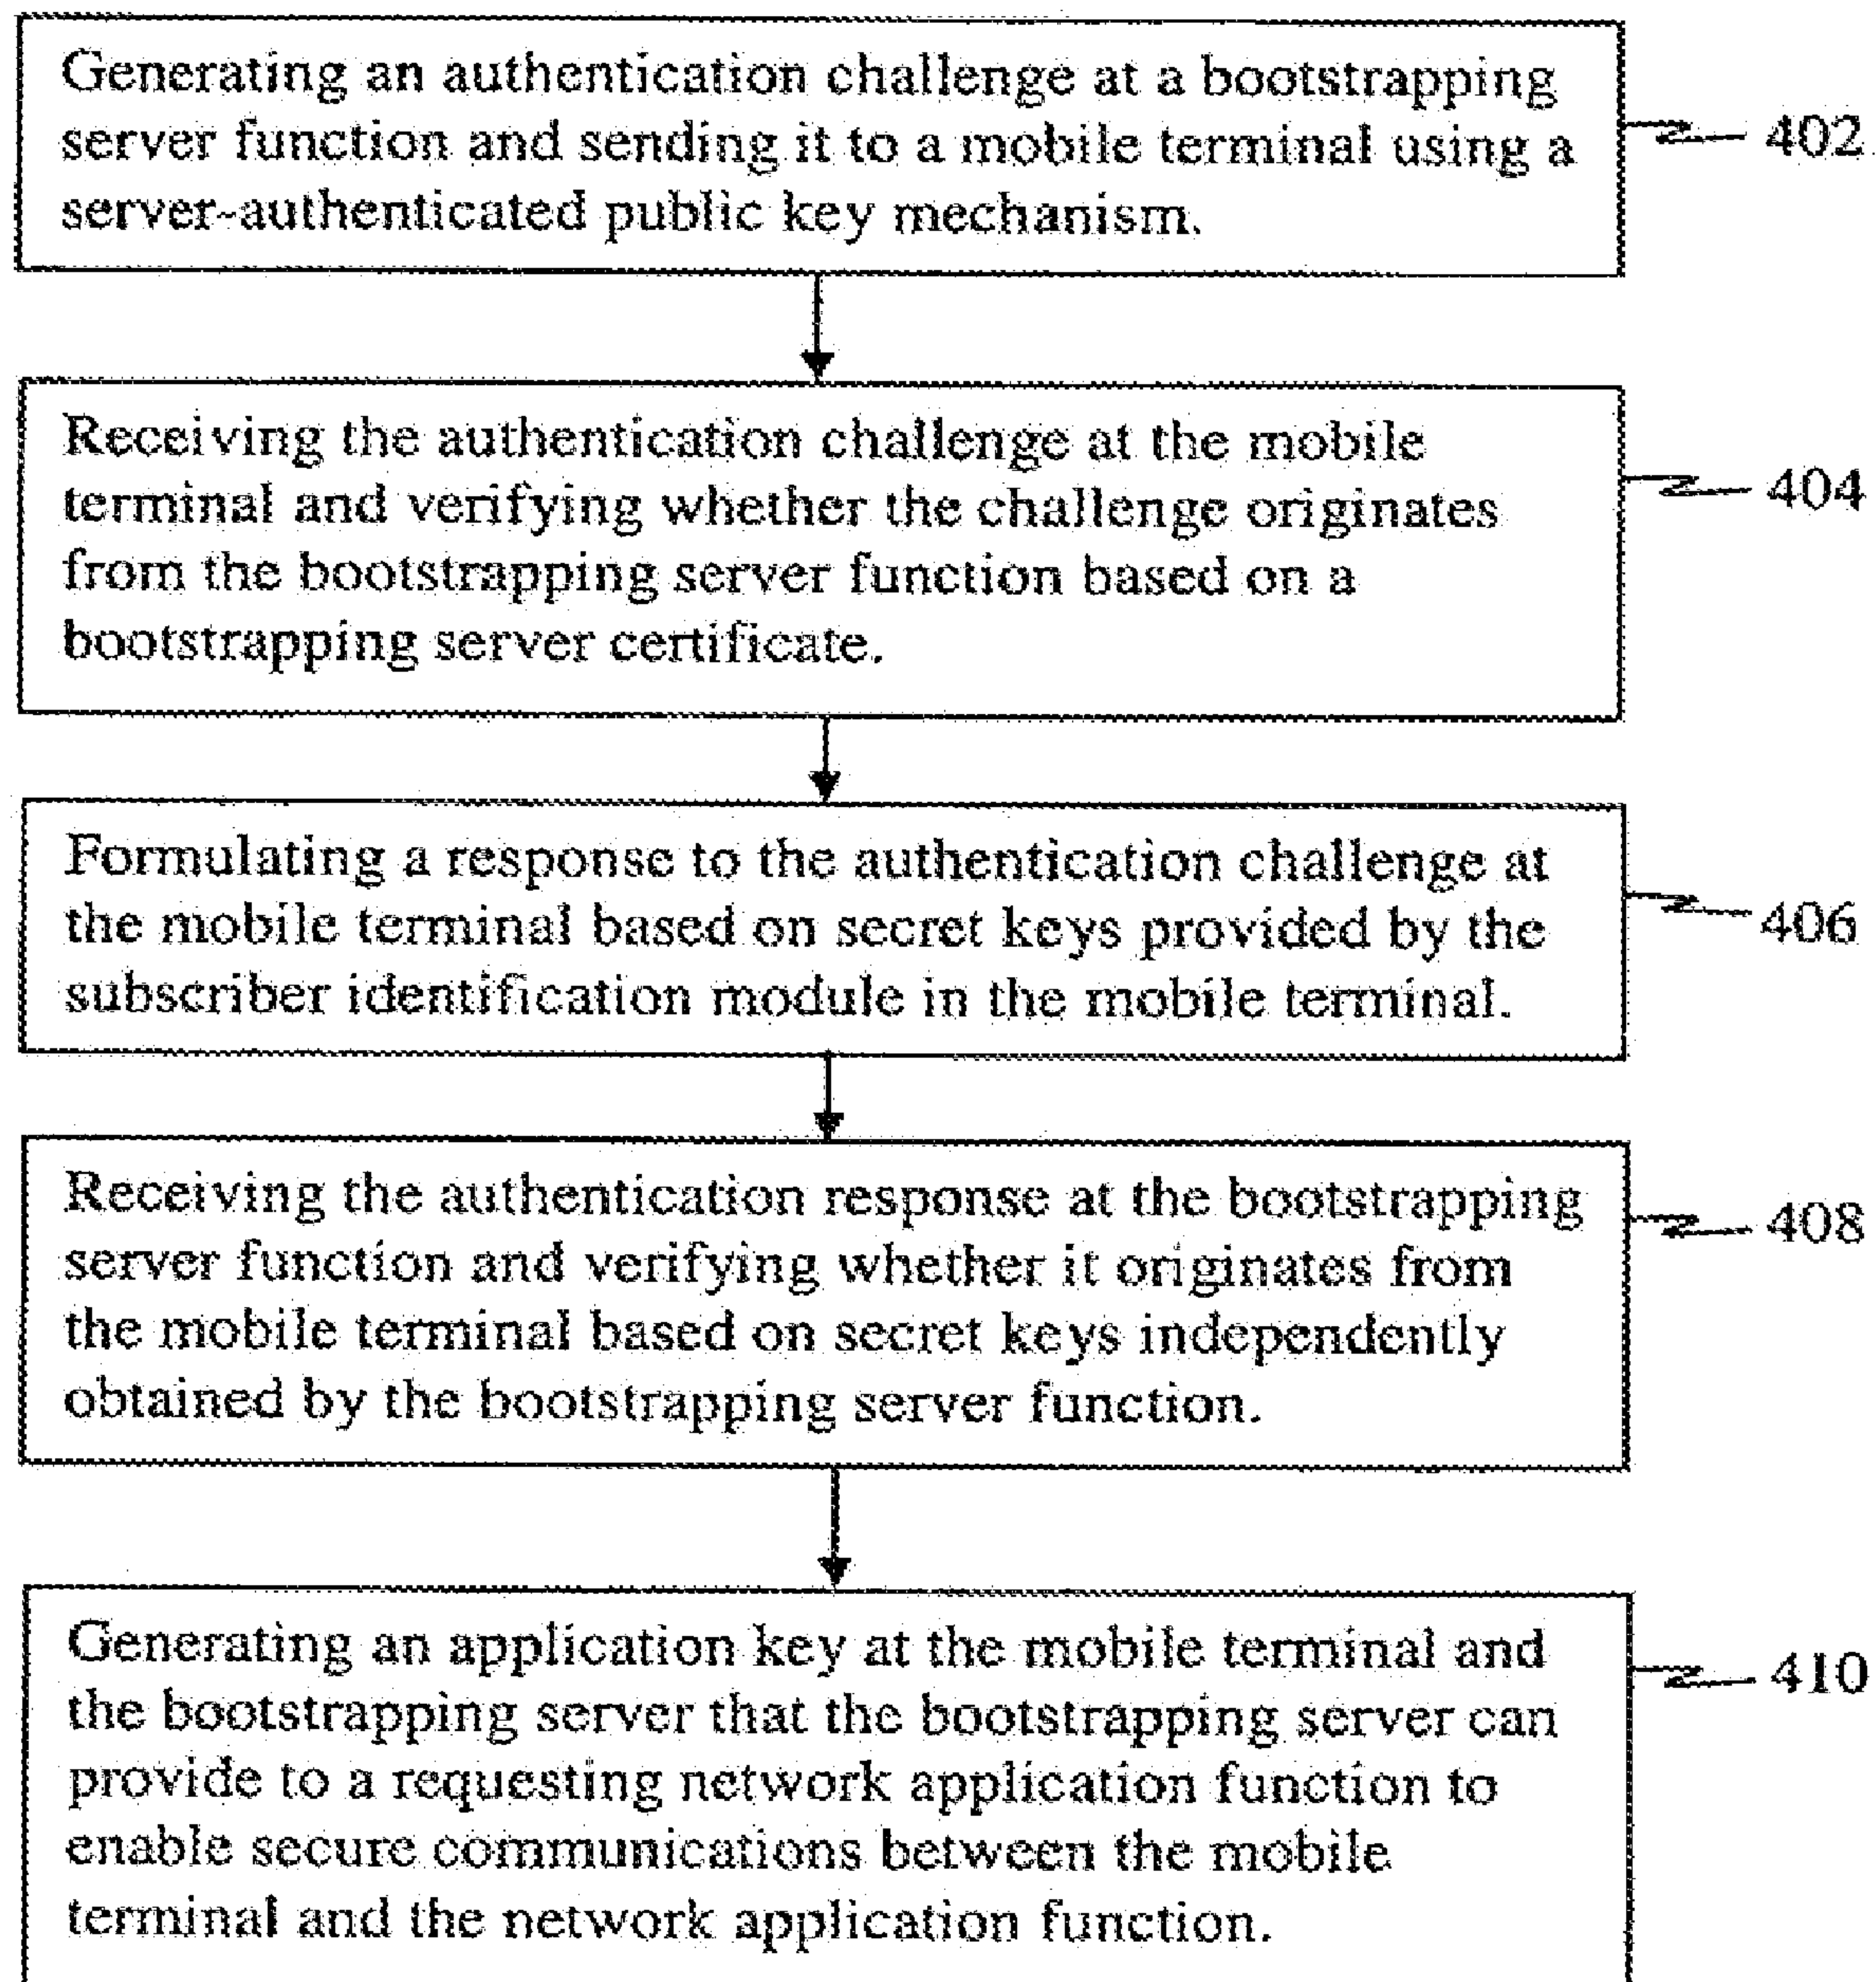 Generating an authentication challenge at a bootstrapping
server function and sending it to a mobile terminal using a
server-authenticated public key mechanism.
402
Receiving the authentication challenge at the mobile
terminal and verifying whether the challenge originates
from the bootstrapping server function based on a
bootstrapping server certificate.
404
Formulating a response to the authentication challenge at
the mobile terminal based on secret keys provided by the
subscriber identification module in the mobile terminal.
406
Receiving the authentication response at the bootstrapping
server function and verifying whether it originates from
the mobile terminal based on secret keys independently
obtained by the bootstrapping server function.
408
Generating an application key at the mobile terminal and
the bootstrapping server that the bootstrapping server can
provide to a requesting network application function to
enable secure communications between the mobile
terminal and the network application function.
410